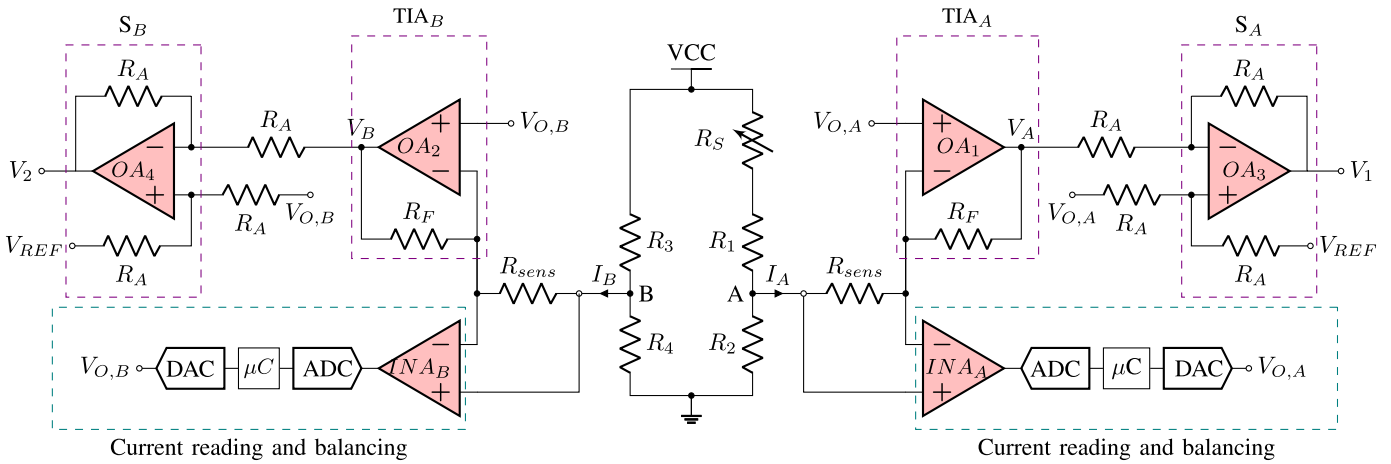 S_B
TIA_B
TIA_A
S_A
VCC
R_A
R_A
V_{O,B}
V_B
OA_2
R_S
V_{O,A}
OA_1
V_A
R_A
R_A
V_2
OA_4
R_A
V_{O,B}
V_{O,A}
R_A
OA_3
V_1
V_{REF}
R_A
R_F
R_3
R_1
R_F
R_A
V_{REF}
R_{sens}
I_B
B
A
I_A
R_{sens}
V_{O,B}
DAC
μC
ADC
INA_B
R_4
R_2
INA_A
ADC
μC
DAC
V_{O,A}
Current reading and balancing
Current reading and balancing